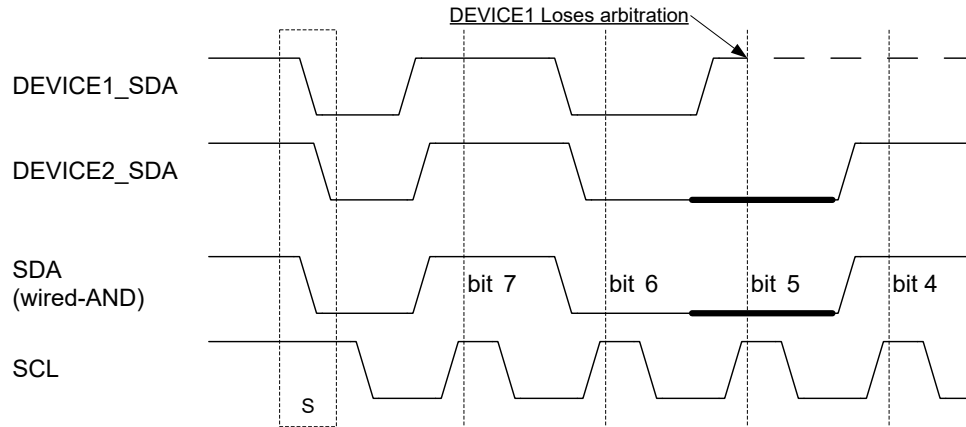 DEVICE1 Loses arbitration
DEVICE1_SDA
DEVICE2_SDA
SDA
(wired-AND)
bit 7
bit 6
bit 5
bit 4
SCL
S